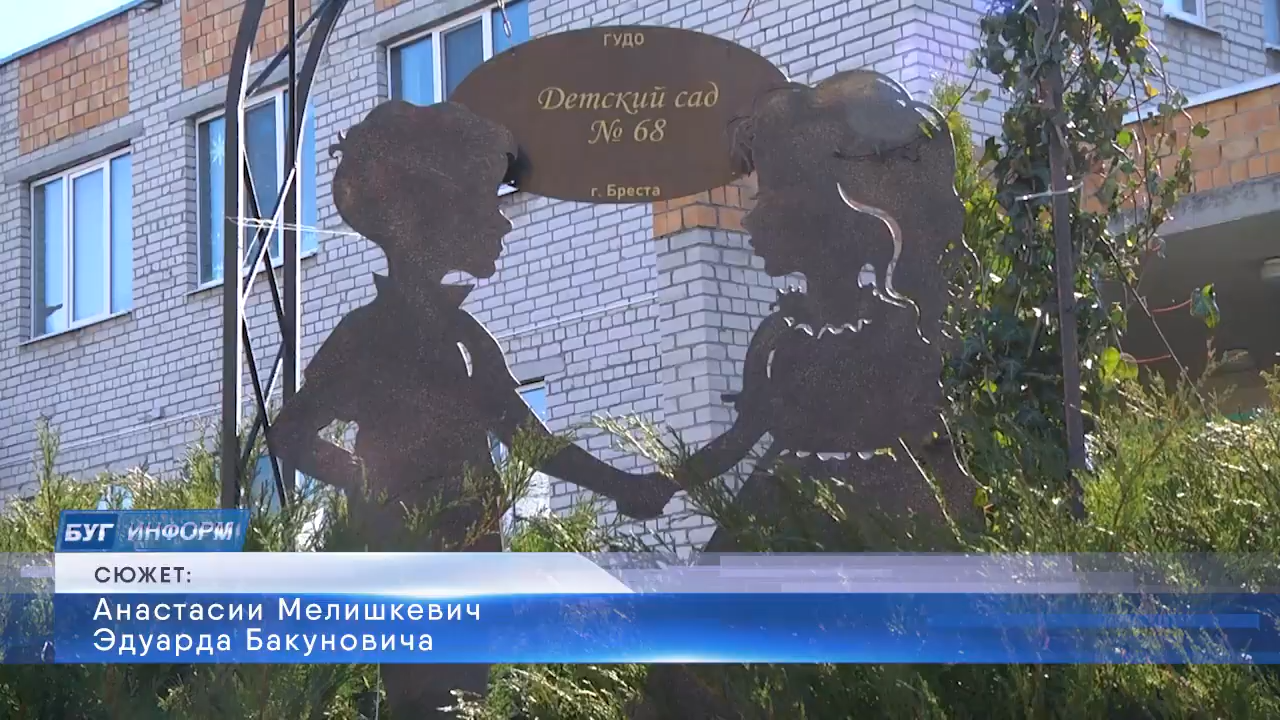 ГУДО
Детский сад
№ 68
г. Бреста
БУГ ИНФОРМ
СЮЖЕТ:
Анастасии Мелишкевич
Эдуарда Бакуновича